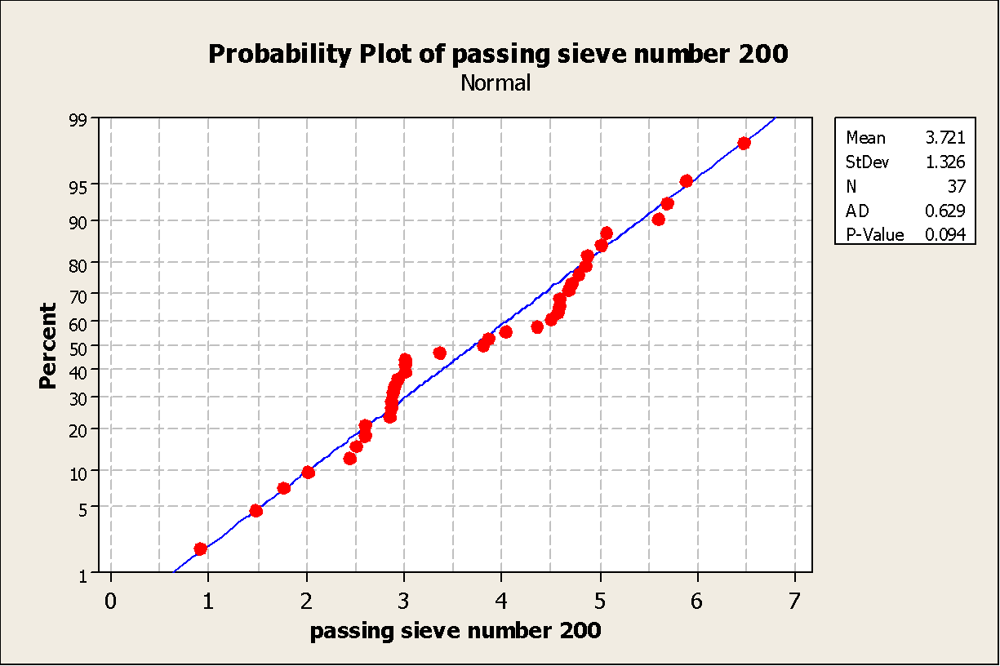 Probability Plot of passing sieve number 200
Normal
99
95
90
80
70
60
50
40
30
20
10
5
1
Percent
0 1 2 3 4 5 6 7
passing sieve number 200
Mean 3.721
StDev 1.326
N 37
AD 0.629
P-Value 0.094